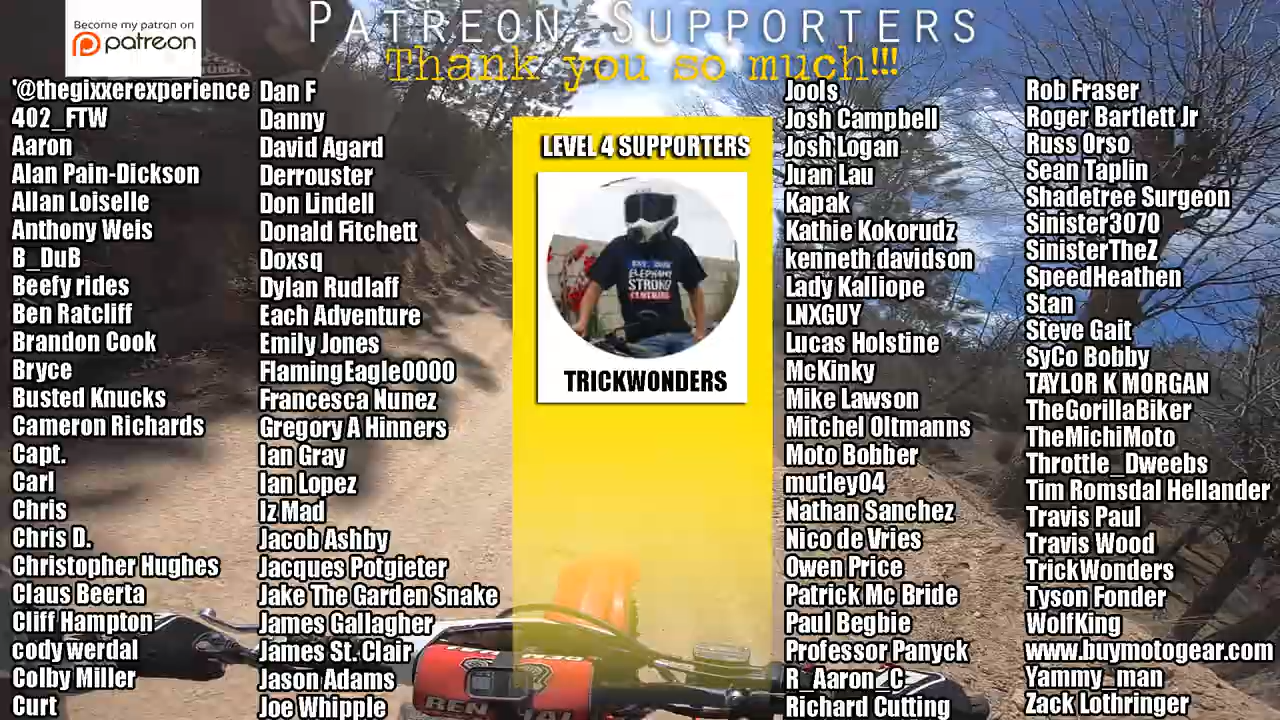 Become my patron on
patreon
PATREON SUPPORTERS
Thank you so much!!!
'@thegixxerexperience
402_FTW
Aaron
Alan Pain-Dickson
Allan Loiselle
Anthony Weis
B_DuB
Beefy rides
Ben Ratcliff
Brandon Cook
Bryce
Busted Knucks
Cameron Richards
Capt.
Carl
Chris
Chris D.
Christopher Hughes
Claus Beerta
Cliff Hampton
cody werdal
Colby Miller
Curt
Dan F
Danny
David Agard
Derrouster
Don Lindell
Donald Fitchett
Doxsq
Dylan Rudlaff
Each Adventure
Emily Jones
FlamingEagle0000
Francesca Nunez
Gregory A Hinners
Ian Gray
Ian Lopez
Iz Mad
Jacob Ashby
Jacques Potgieter
Jake The Garden Snake
James Gallagher
James St. Clair
Jason Adams
Joe Whipple
LEVEL 4 SUPPORTERS
ELEPHANT
STRONG
TRICKWONDERS
REN
Jools
Josh Campbell
Josh Logan
Juan Lau
Kapak
Kathie Kokorudz
kenneth davidson
Lady Kalliope
LNXGUY
Lucas Holstine
McKinky
Mike Lawson
Mitchel Oltmanns
Moto Bobber
mutley04
Nathan Sanchez
Nico de Vries
Owen Price
Patrick Mc Bride
Paul Beghie
Professor Panyck
R_Aaron_C
Richard Cutting
Rob Fraser
Roger Bartlett Jr
Russ Orso
Sean Taplin
Shadetree Surgeon
Sinister3070
SinisterTheZ
SpeedHeathen
Stan
Steve Gait
SyCo Bobby
TAYLOR K MORGAN
TheGorillaBiker
TheMichiMoto
Throttle_Dweebs
Tim Romsdal Hellander
Travis Paul
Travis Wood
TrickWonders
Tyson Fonder
WolfKing
www.buymotogear.com
Yammy_man
Zack Lothringer